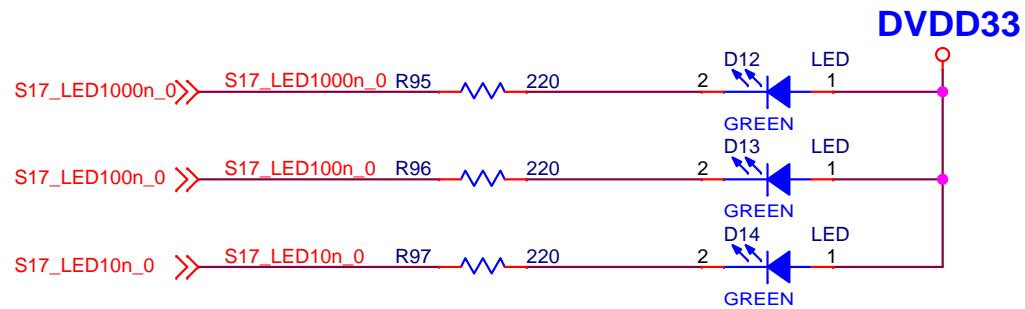 DVDD33
D12 LED
S17_LED1000n_0 S17_LED1000n_0 R95 220 2 1
GREEN
D13 LED
S17_LED100n_0 S17_LED100n_0 R96 220 2 1
GREEN
D14 LED
S17_LED10n_0 S17_LED10n_0 R97 220 2 1
GREEN